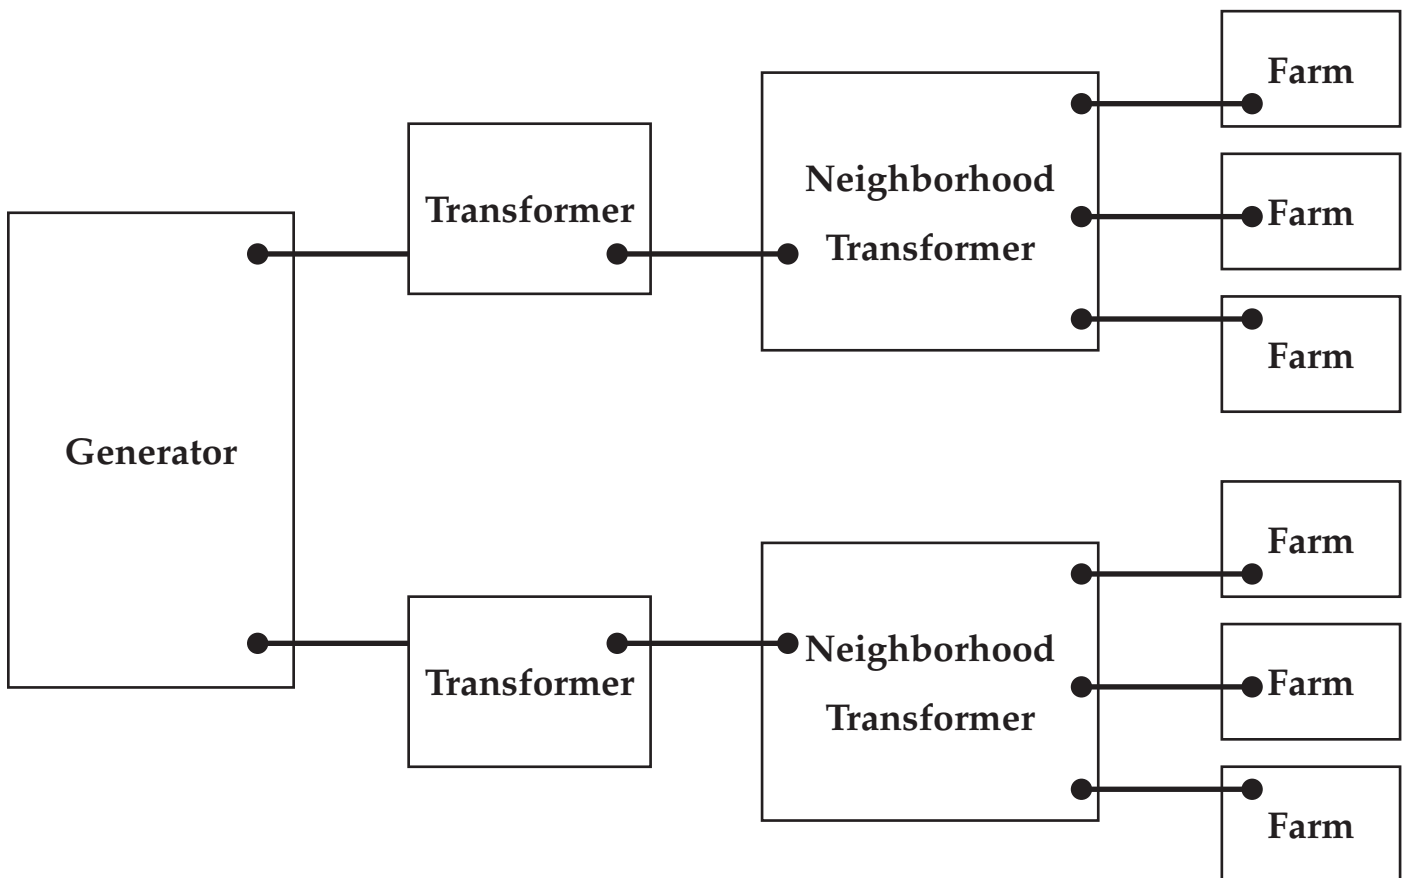 Farm
Neighborhood
Transformer
Transformer
Farm
Farm
Generator
Farm
Neighborhood
Transformer
Transformer
Farm
Farm